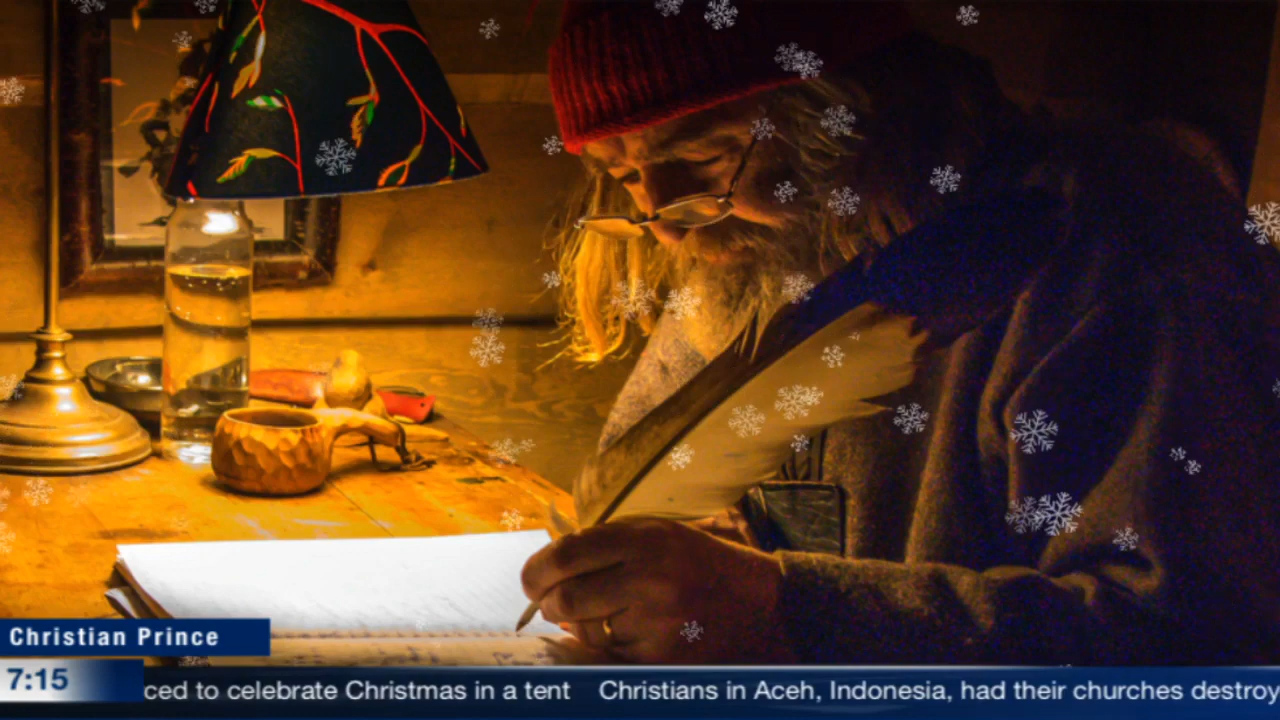 Christian Prince
7:15
ced to celebrate Christmas in a tent Christians in Aceh, Indonesia, had their churches destroy